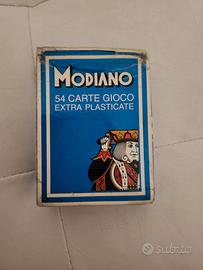 MODIANO
54 CARTE GIOCO
EXTRA PLASTICATE
subito